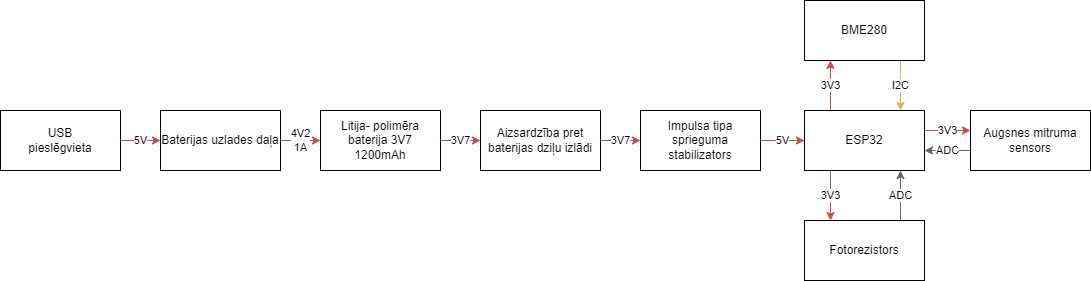 BME280
3V3
I2C
USB
pieslēgvieta
5V
Baterijas uzlades daļa
4V2
1A
Litija- polimēra
baterija 3V7
1200mAh
3V7
Aizsardzība pret
baterijas dziļu izlādi
3V7
Impulsa tipa
sprieguma
stabilizators
5V
ESP32
3V3
ADC
Augsnes mitruma
sensors
3V3
ADC
Fotorezistors